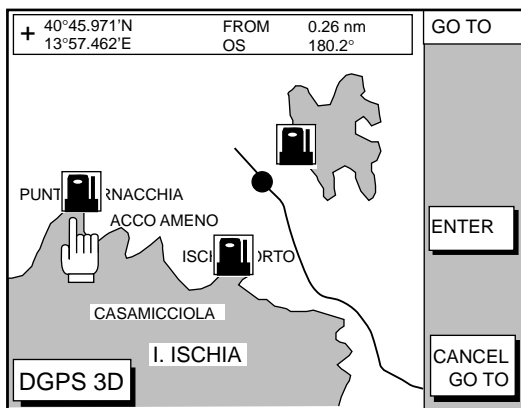 + 40°45.971'N FROM 0.26 nm
13°57.462'E OS 180.2°
GO TO
PUNT RNACCHIA
ACCO AMENO
ISCH ORTO
ENTER
CASAMICCIOLA
I. ISCHIA
DGPS 3D
CANCEL
GO TO